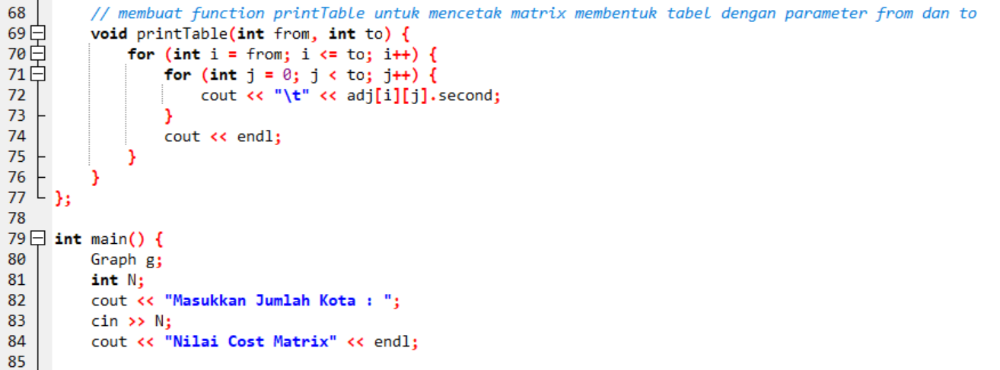 68 // membuat function printTable untuk mencetak matrix membentuk tabel dengan parameter from dan to
69 void printTable(int from, int to) {
70 for (int i = from; i <= to; i++) {
71 for (int j = 0; j < to; j++) {
72 cout << "\t" << adj[i][j].second;
73 }
74 cout << endl;
75 }
76 }
77 };
78
79 int main() {
80 Graph g;
81 int N;
82 cout << "Masukkan Jumlah Kota : ";
83 cin >> N;
84 cout << "Nilai Cost Matrix" << endl;
85